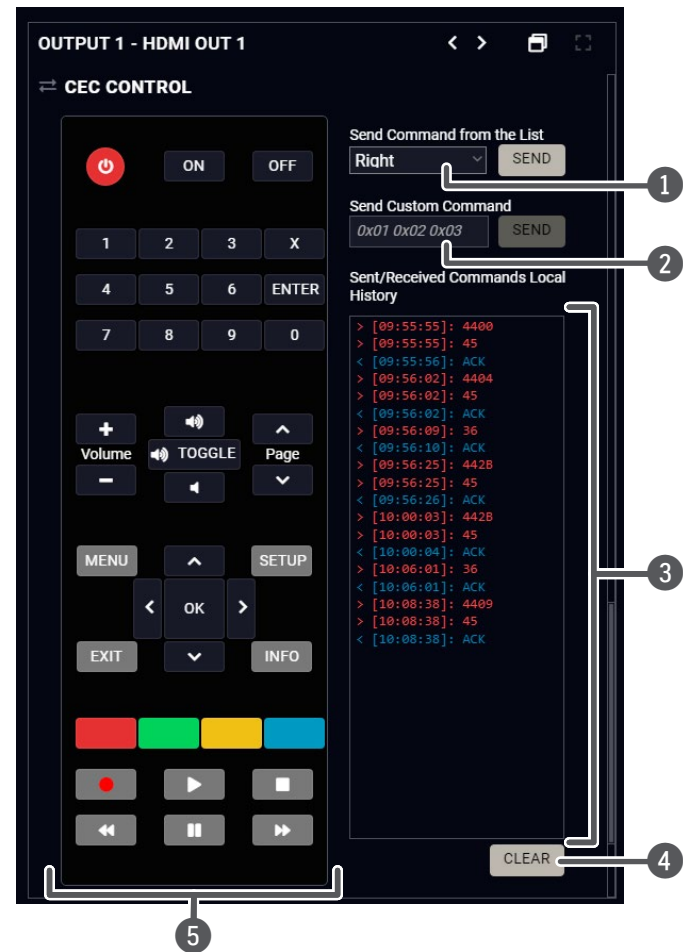 OUTPUT 1 - HDMI OUT 1
CEC CONTROL
ON OFF
1 2 3 X
4 5 6 ENTER
7 8 9 0
Volume TOGGLE Page
MENU SETUP
OK
EXIT INFO
Send Command from the List
Right SEND
Send Custom Command
0x01 0x02 0x03 SEND
Sent/Received Commands Local
History
> [09:55:55]: 4400
> [09:55:55]: 45
< [09:55:56]: ACK
> [09:56:02]: 4404
> [09:56:02]: 45
< [09:56:02]: ACK
> [09:56:09]: 36
< [09:56:10]: ACK
> [09:56:25]: 442B
> [09:56:25]: 45
< [09:56:26]: ACK
> [10:00:03]: 442B
> [10:00:03]: 45
< [10:00:04]: ACK
> [10:06:01]: 36
< [10:06:01]: ACK
> [10:08:38]: 4409
> [10:08:38]: 45
< [10:08:38]: ACK
CLEAR
1
2
3
4
5